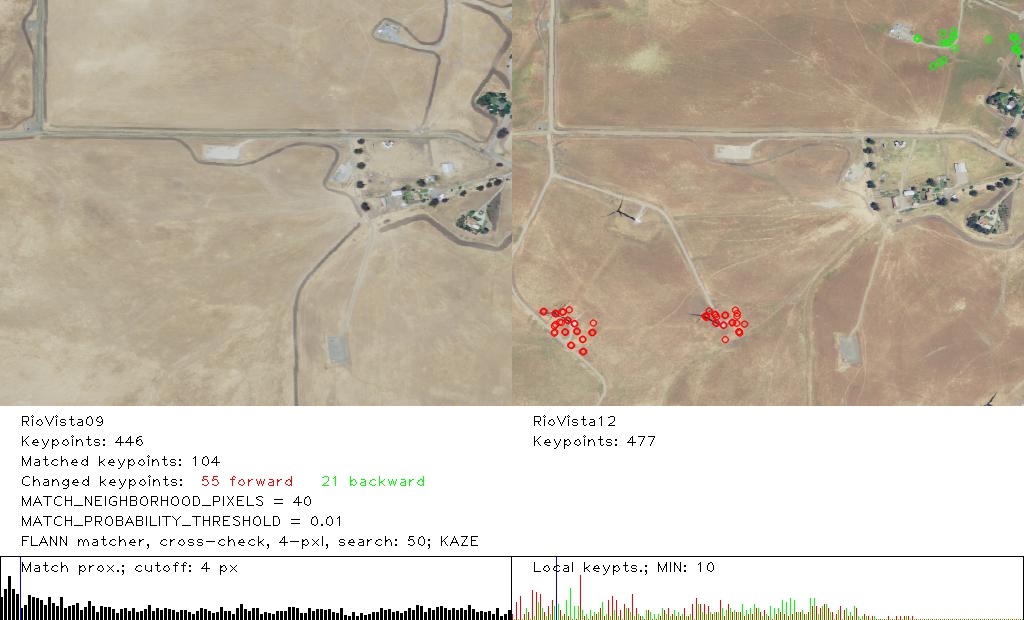 RioVista09
RioVista12
Keypoints: 446
Keypoints: 477
Matched keypoints: 104
Changed keypoints: 55 forward 21 backward
MATCH_NEIGHBORHOOD_PIXELS = 40
MATCH_PROBABILITY_THRESHOLD = 0.01
FLANN matcher, cross-check, 4-pxl, search: 50; KAZE
Match prox.; cutoff: 4 px
Local keypts.; MIN: 10